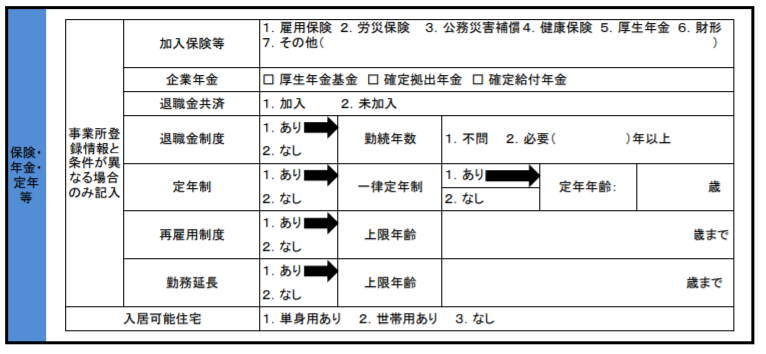 保険・
年金・
定年
等
事業所登
録情報と
条件が異
なる場合
のみ記入
加入保険等
1. 雇用保険 2. 労災保険 3. 公務災害補償 4. 健康保険 5. 厚生年金 6. 財形
7. その他( )
企業年金
□ 厚生年金基金 □ 確定拠出年金 □ 確定給付年金
退職金共済
1. 加入 2. 未加入
退職金制度
1. あり
2. なし
勤続年数
1. 不問 2. 必要( )年以上
定年制
1. あり
2. なし
一律定年制
1. あり
2. なし
定年年齢:
歳
再雇用制度
1. あり
2. なし
上限年齢
歳まで
勤務延長
1. あり
2. なし
上限年齢
歳まで
入居可能住宅
1. 単身用あり 2. 世帯用あり 3. なし